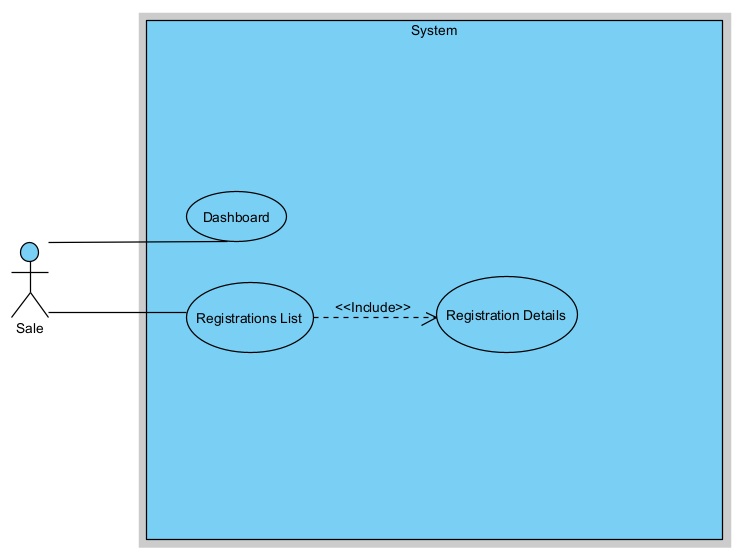 System
Dashboard
<<Include>>
Registrations List
Registration Details
Sale